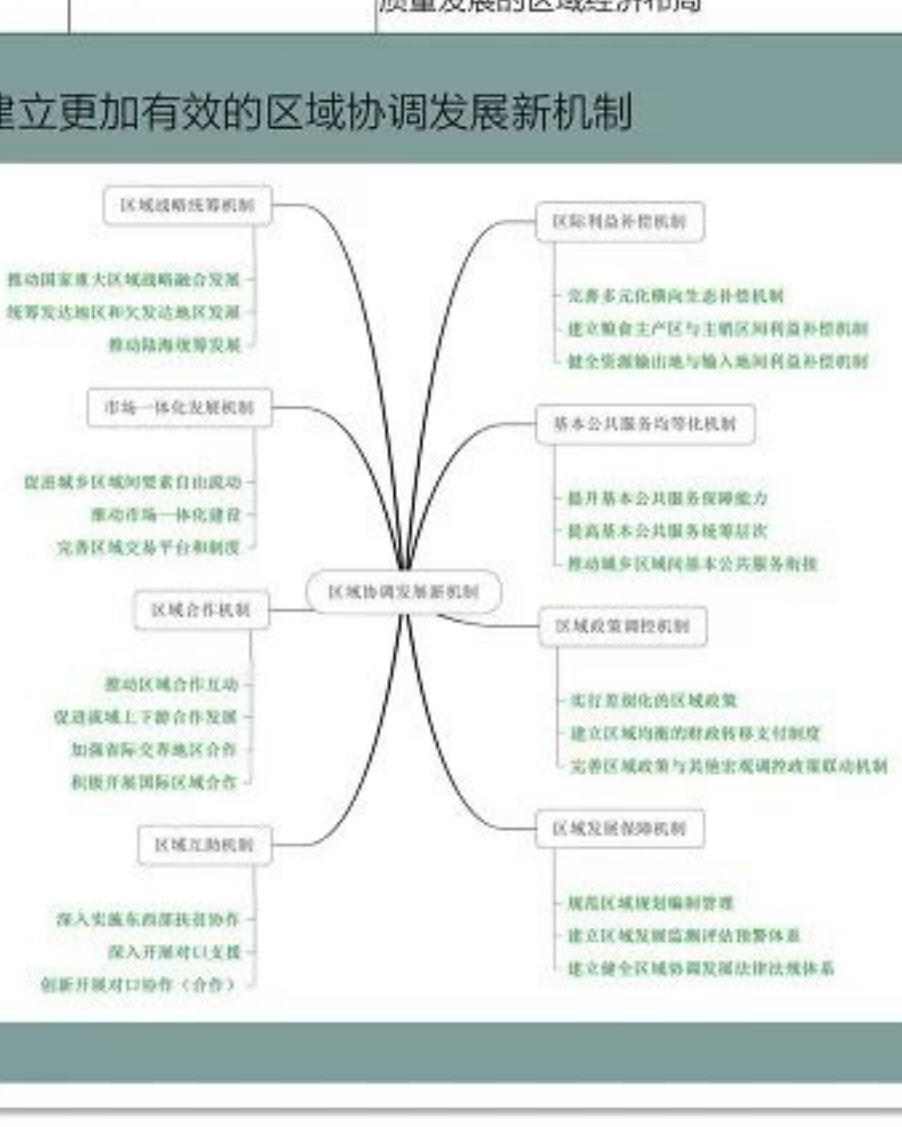 质量发展的区域经济布局
建立更加有效的区域协调发展新机制
区域战略统筹机制
推动国家重大区域战略融合发展
统筹发达地区和欠发达地区发展
推动陆海统筹发展
市场一体化发展机制
促进城乡区域间要素自由流动
推动市场一体化建设
完善区域交易平台和制度
区域合作机制
推动区域合作互动
促进流域上下游合作发展
加强省际交界地区合作
积极开展国际区域合作
区域互助机制
深入实施东西部扶贫协作
深入开展对口支援
创新开展对口协作（合作）
区域协调发展新机制
区际利益补偿机制
完善多元化横向生态补偿机制
建立粮食主产区与主销区间利益补偿机制
健全资源输出地与输入地间利益补偿机制
基本公共服务均等化机制
提升基本公共服务保障能力
提高基本公共服务统筹层次
推动城乡区域间基本公共服务衔接
区域政策调控机制
实行差别化的区域政策
建立区域均衡的财政转移支付制度
完善区域政策与其他宏观调控政策联动机制
区域发展保障机制
规范区域规划编制管理
建立区域发展监测评估预警体系
建立健全区域协调发展法律法规体系